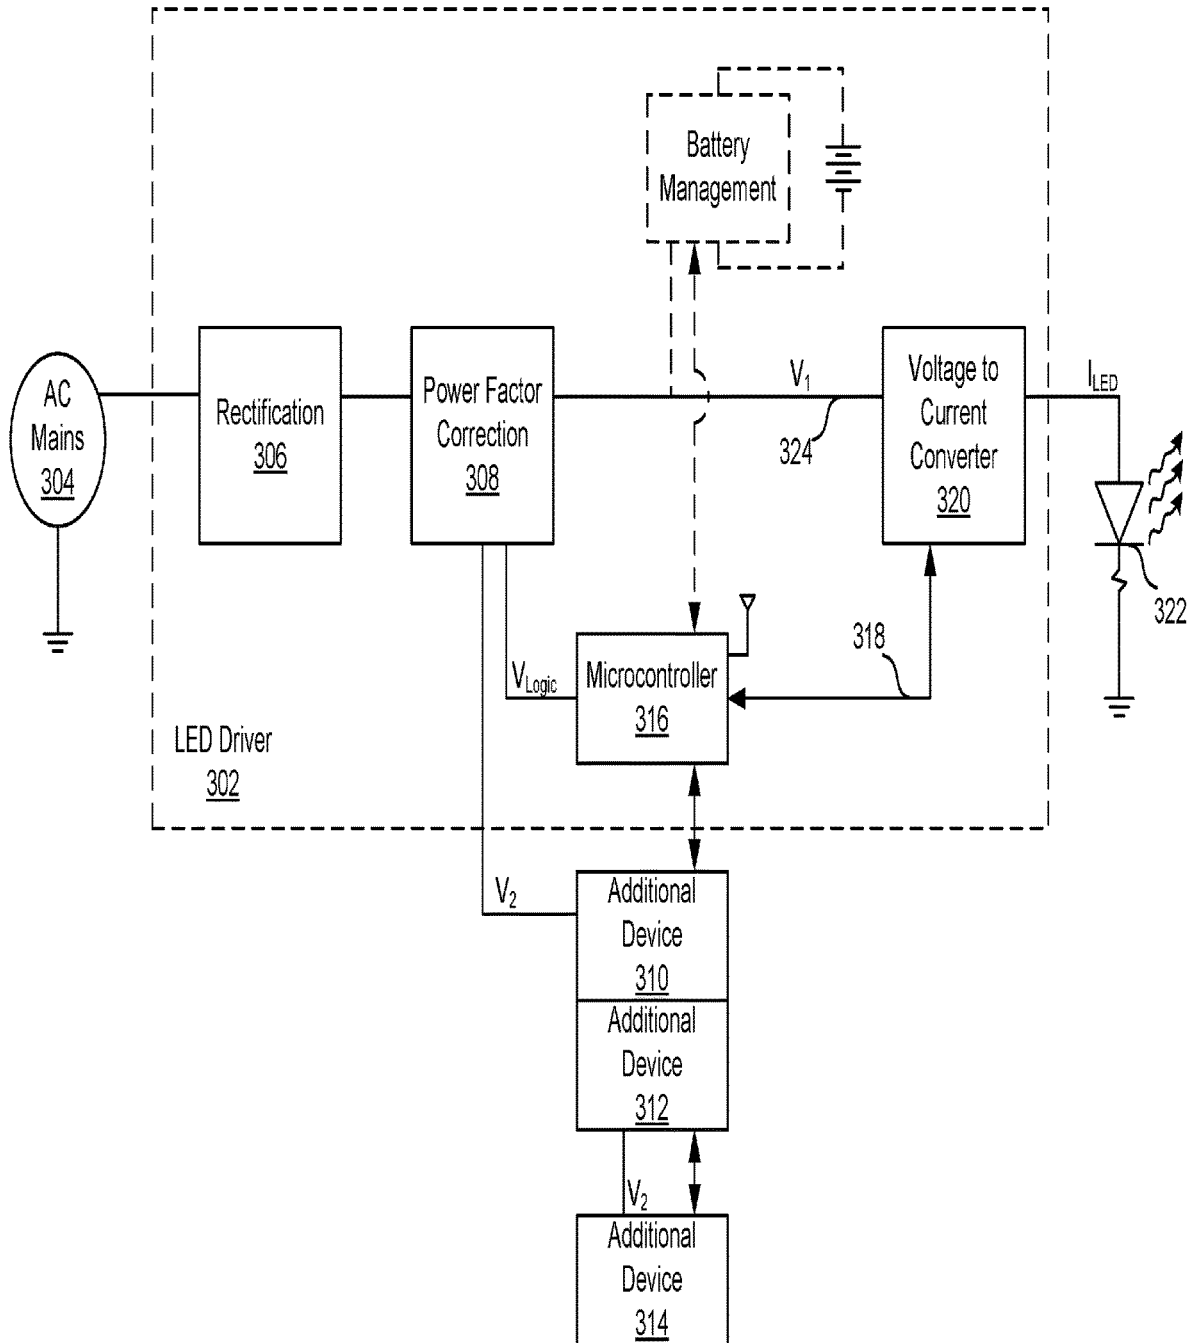 Battery
Management
AC
Mains
304
Rectification
306
Power Factor
Correction
308
V1
324
Voltage to
Current
Converter
320
ILED
322
318
VLogic
Microcontroller
316
LED Driver
302
V2
Additional
Device
310
Additional
Device
312
V2
Additional
Device
314